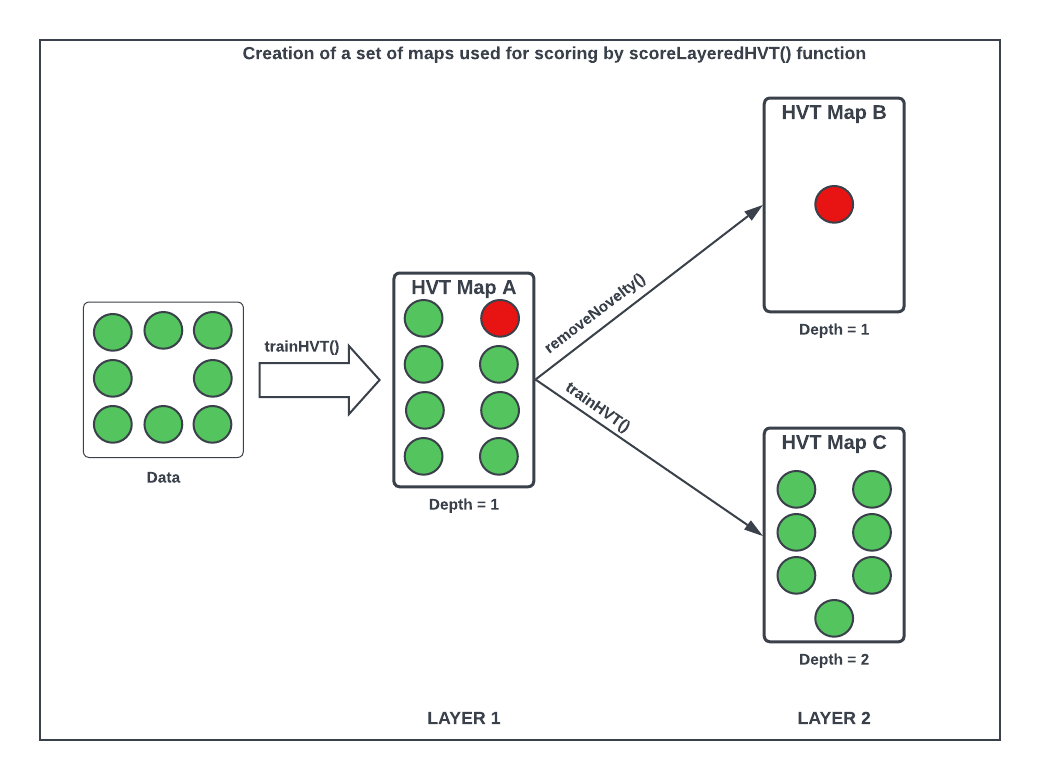 Creation of a set of maps used for scoring by scoreLayeredHVT() function
HVT Map B
Depth = 1
removeNovelty()
HVT Map A
Depth = 1
trainHVT()
Data
trainHVT()
HVT Map C
Depth = 2
LAYER 1
LAYER 2